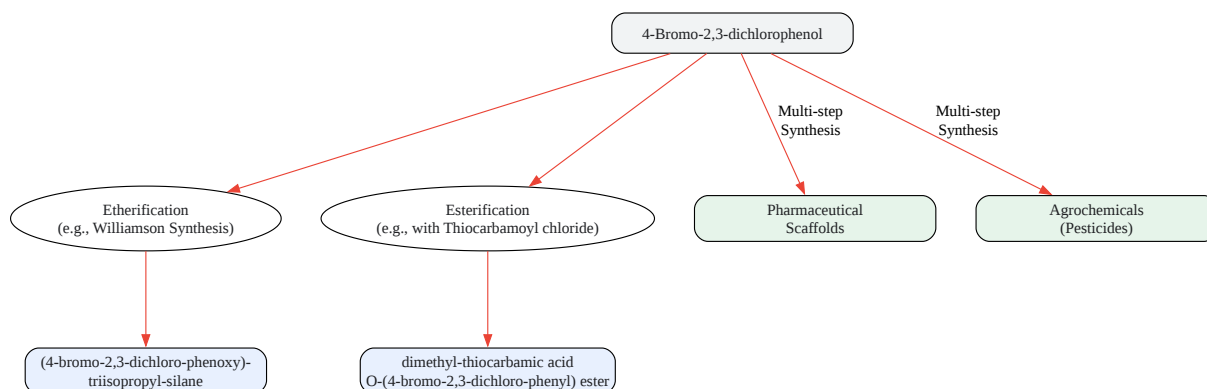 4-Bromo-2,3-dichlorophenol
Multi-step
Synthesis
Multi-step
Synthesis
Etherification
(e.g., Williamson Synthesis)
Esterification
(e.g., with Thiocarbamoyl chloride)
Pharmaceutical
Scaffolds
Agrochemicals
(Pesticides)
(4-bromo-2,3-dichloro-phenoxy)-
triisopropyl-silane
dimethyl-thiocarbamic acid
O-(4-bromo-2,3-dichloro-phenyl) ester